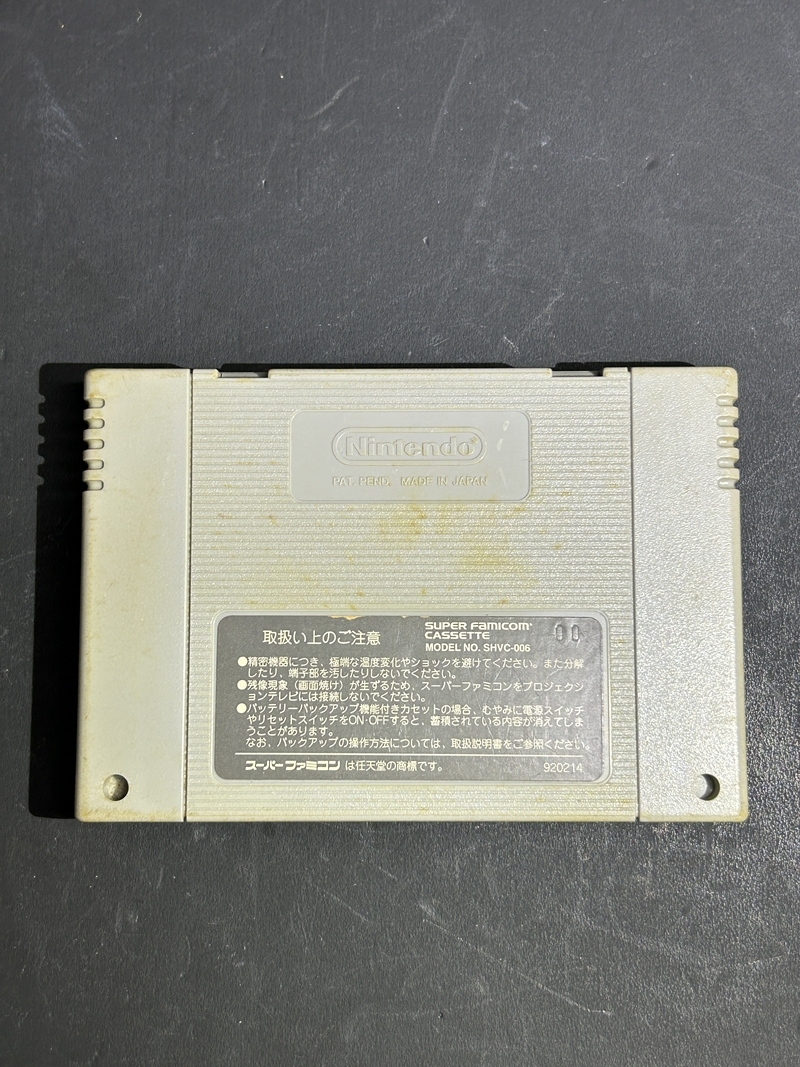 Nintendo
PAT. PEND. MADE IN JAPAN
取扱い上のご注意
SUPER FAMICOM
CASSETTE
MODEL NO. SHVC-006
00
●精密機器につき、極端な温度変化やショックを避けてください。また分解
したり、端子部を汚したりしないでください。
●残像現象(画面焼け)が生ずるため、スーパーファミコンをプロジェクシ
ョンテレビには接続しないでください。
●バッテリーバックアップ機能付きカセットの場合、むやみに電源スイッチ
やリセットスイッチをON·OFFすると、蓄積されている内容が消えてしま
うことがあります。
なお、バックアップの操作方法については、取扱説明書をご参照ください。
スーパーファミコンは任天堂の商標です。
920214